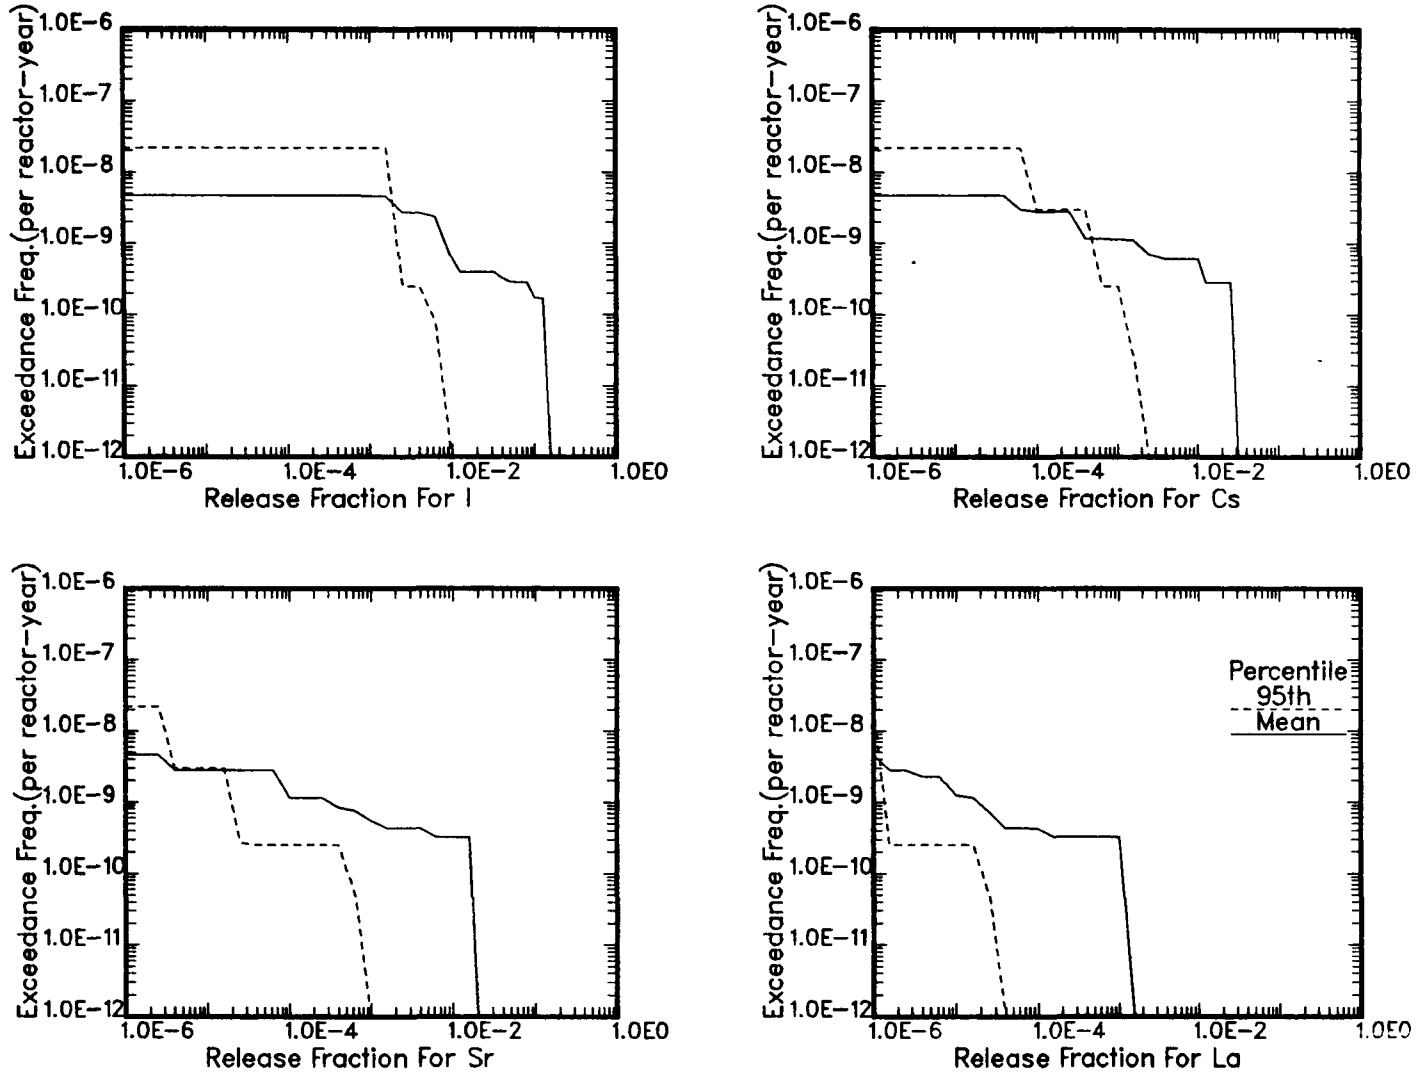 Exceedance Freq.(per reactor-year)
1.0E-6
1.0E-7
1.0E-8
1.0E-9
1.0E-10
1.0E-11
1.0E-12
1.0E-6 1.0E-4 1.0E-2 1.0E0
Release Fraction For I
Exceedance Freq.(per reactor-year)
1.0E-6
1.0E-7
1.0E-8
1.0E-9
1.0E-10
1.0E-11
1.0E-12
1.0E-6 1.0E-4 1.0E-2 1.0E0
Release Fraction For Cs
Exceedance Freq.(per reactor-year)
1.0E-6
1.0E-7
1.0E-8
1.0E-9
1.0E-10
1.0E-11
1.0E-12
1.0E-6 1.0E-4 1.0E-2 1.0E0
Release Fraction For Sr
Exceedance Freq.(per reactor-year)
1.0E-6
1.0E-7
1.0E-8
1.0E-9
1.0E-10
1.0E-11
1.0E-12
Percentile
95th
Mean
1.0E-6 1.0E-4 1.0E-2 1.0E0
Release Fraction For La